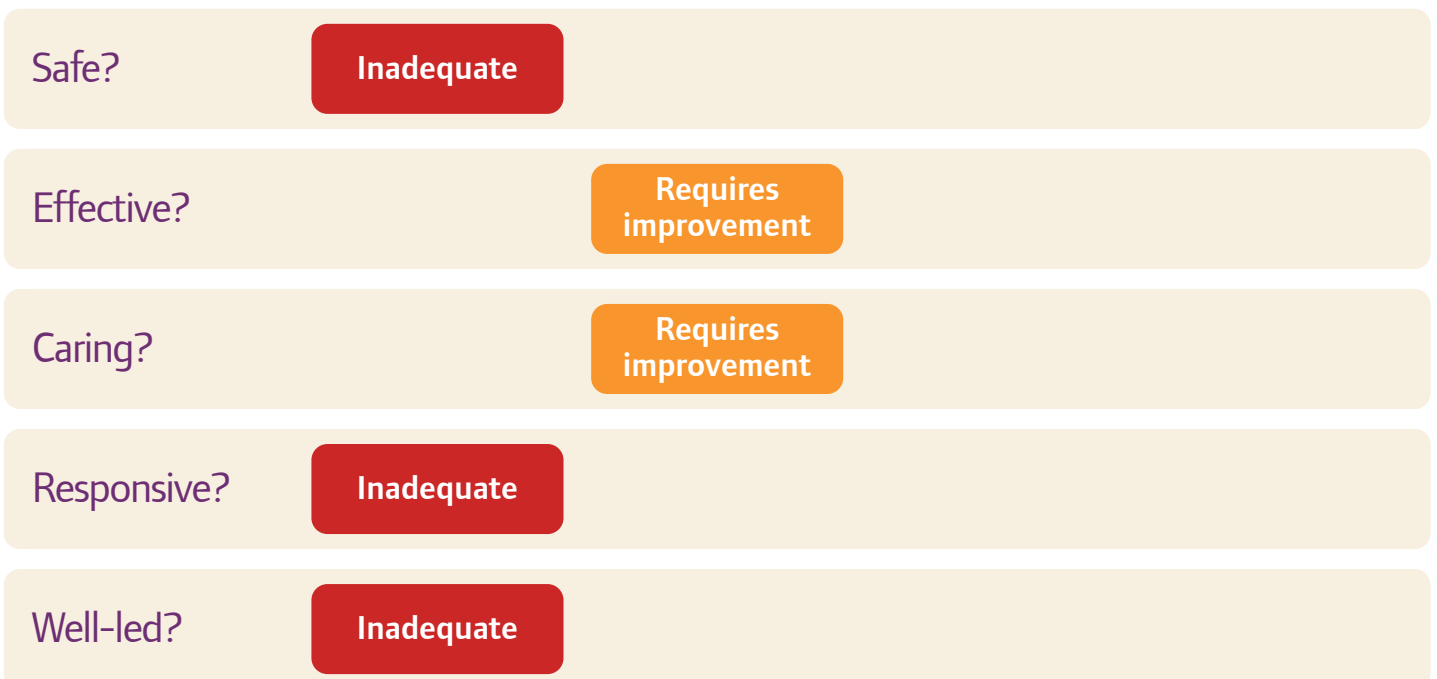 Safe?
Inadequate
Effective?
Requires
improvement
Caring?
Requires
improvement
Responsive?
Inadequate
Well-led?
Inadequate